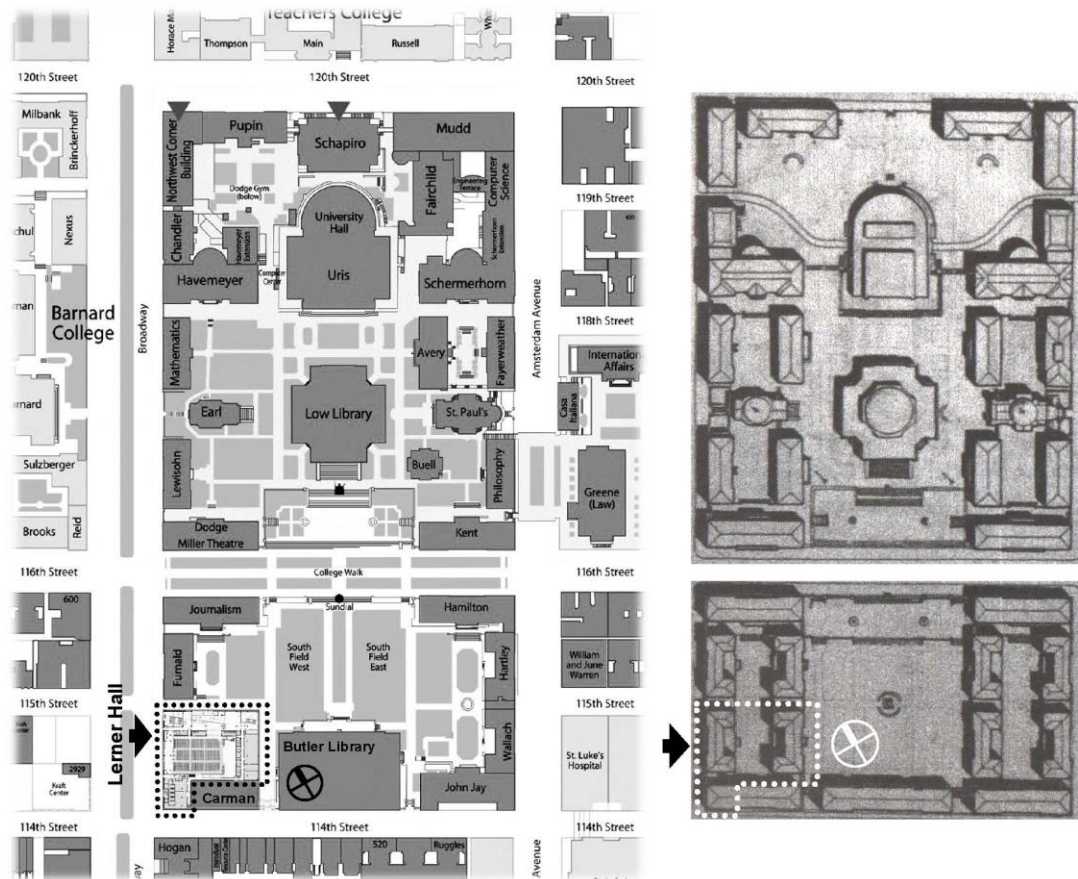 Teachers College
Horace Ma
Thompson
Main
Russell
Whi
120th Street
120th Street
120th Street
Milbank
Brinckerhoff
Pupin
Schapiro
Mudd
Northwest Corner
Building
Dodge Gym
(below)
Fairchild
Engineering
Terrace
Computer
Science
119th Street
Nexus
Chandler
Havemeyer
Extension
University
Hall
Schermerhorn
Extension
Havemeyer
Computer
Center
Uris
Schermerhorn
Barnard
College
Broadway
Amsterdam Avenue
118th Street
Mathematics
Avery
Fayerweather
International
Affairs
Earl
Low Library
St. Paul's
Casa
Italiana
Sulzberger
Lewisohn
Buell
Philosophy
Greene
(Law)
Brooks
Reid
Dodge
Miller Theatre
Kent
116th Street
College Walk
116th Street
600
Journalism
Sundial
Hamilton
Furnald
South
Field
West
South
Field
East
Hartley
William
and June
Warren
115th Street
115th Street
Lerner Hall
Butler Library
Wallach
St. Luke's
Hospital
2929
Kraft
Center
Carman
John Jay
114th Street
114th Street
114th Street
Hogan
520
Ruggles
Avenue